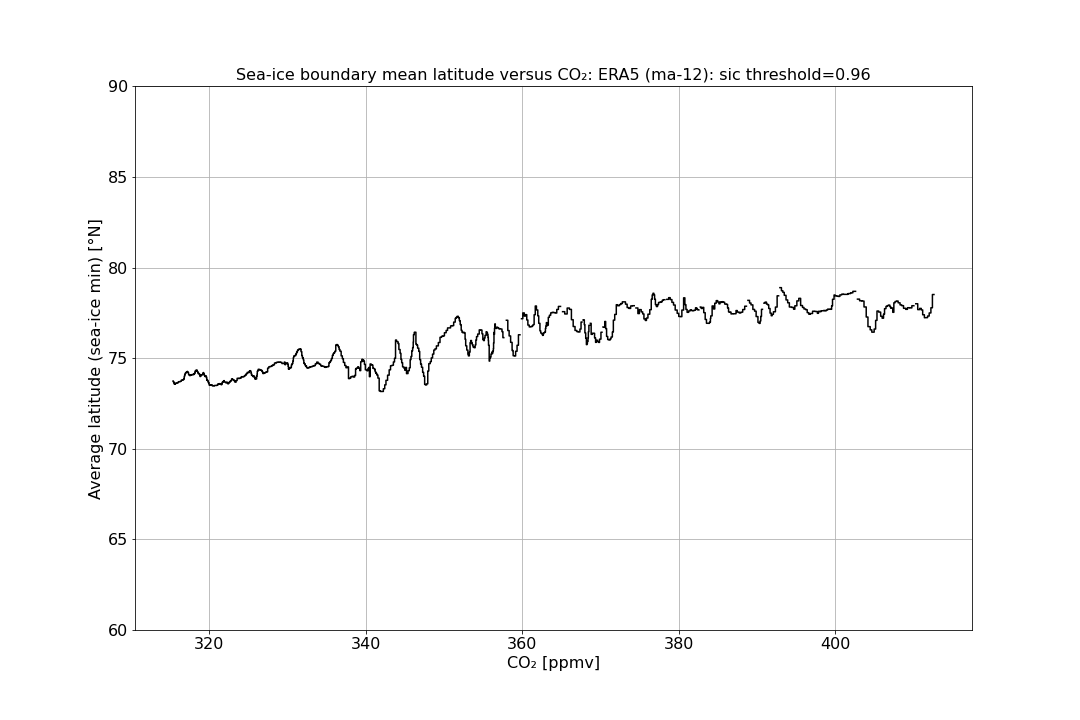 Sea-ice boundary mean latitude versus CO₂: ERA5 (ma-12): sic threshold=0.96
90
85
80
75
70
65
60
Average latitude (sea-ice min) [°N]
320 340 360 380 400
CO₂ [ppmv]